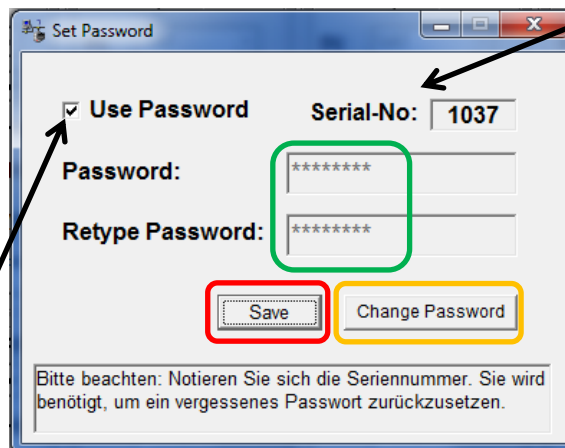 Set Password
Use Password Serial-No: 1037
Password: ********
Retype Password: ********
Save Change Password
Bitte beachten: Notieren Sie sich die Seriennummer. Sie wird
benötigt, um ein vergessenes Passwort zurückzusetzen.